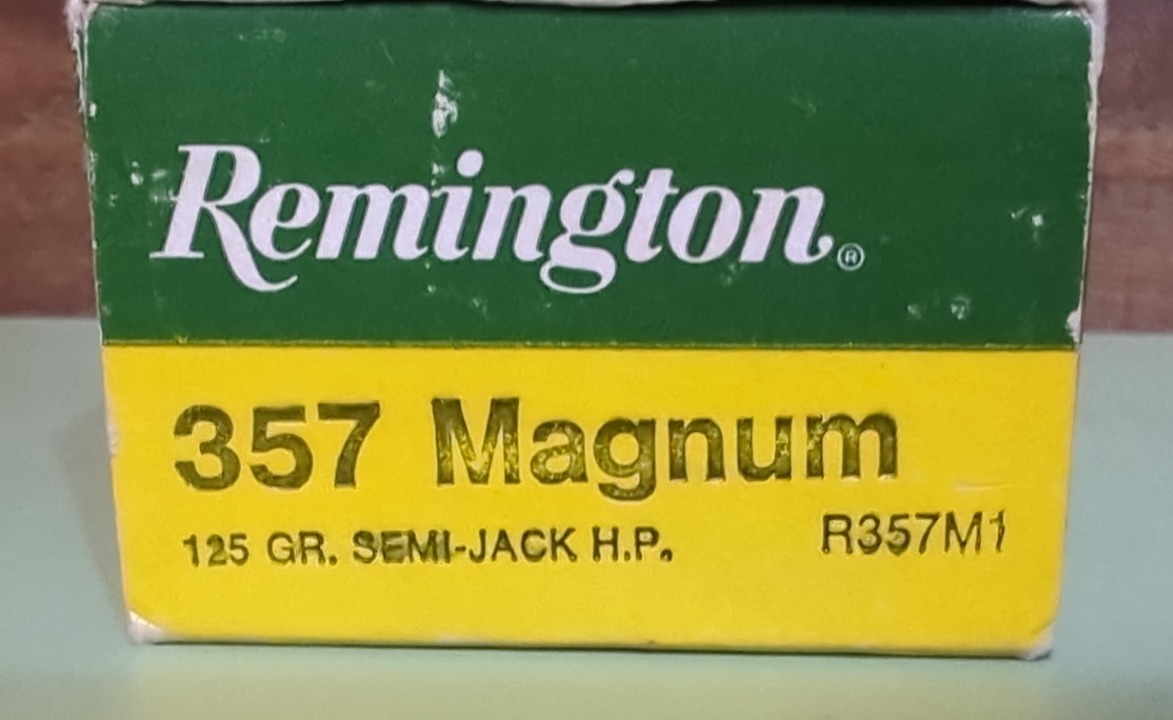 Remington®
357 Magnum
125 GR. SEMI-JACK H.P.
R357M1